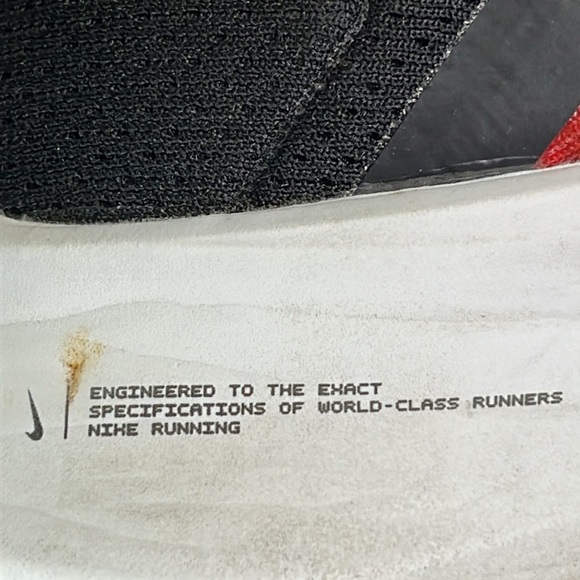 ENGINEERED TO THE EXACT
SPECIFICATIONS OF WORLD-CLASS RUNNERS
NIKE RUNNING